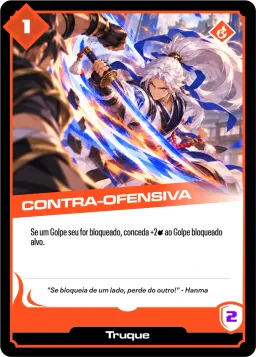 1
CONTRA-OFENSIVA
Se um Golpe seu for bloqueado, conceda +2 ao Golpe bloqueado
alvo.
"Se bloqueia de um lado, perde do outro!" - Hanma
2
Truque